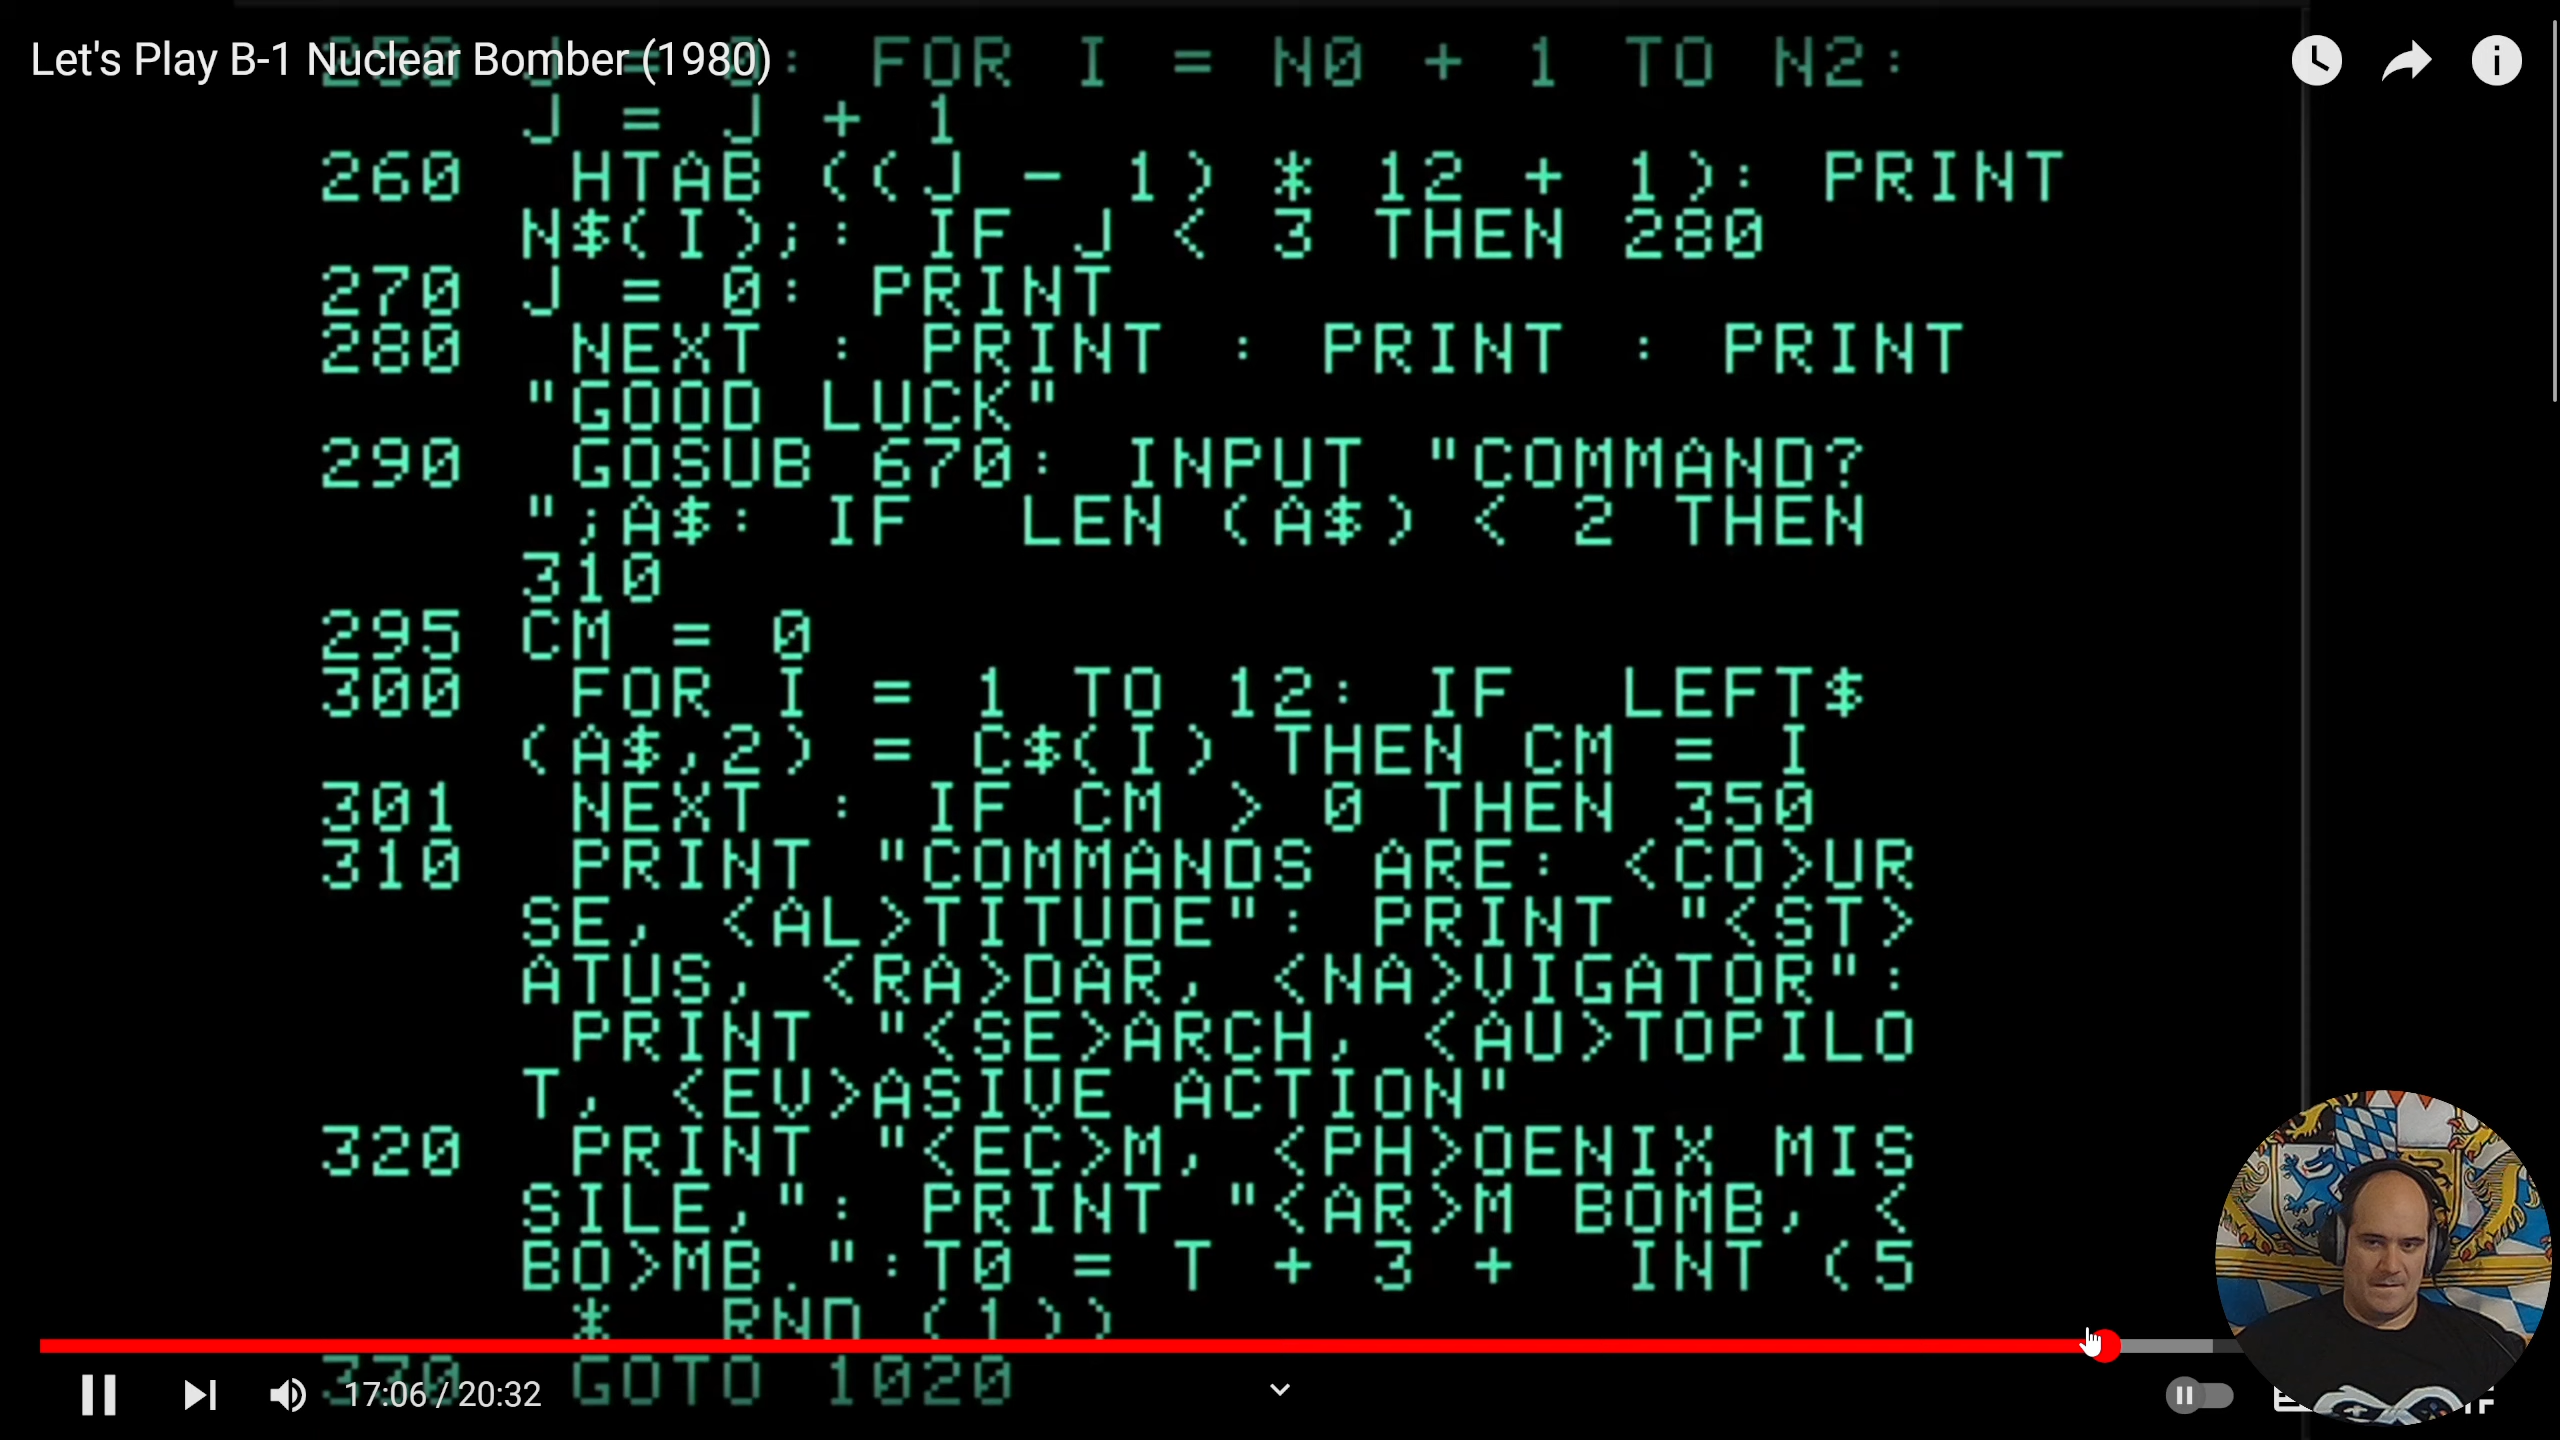 Let's Play B-1 Nuclear Bomber (1980)
250 J = 0: FOR I = N0 + 1 TO N2:
J = J + 1
260 HTAB ((J - 1) * 12 + 1): PRINT
N$(I);: IF J < 3 THEN 280
270 J = 0: PRINT
280 NEXT : PRINT : PRINT : PRINT
"GOOD LUCK"
290 GOSUB 670: INPUT "COMMAND?
";A$: IF LEN (A$) < 2 THEN
310
295 CM = 0
300 FOR I = 1 TO 12: IF LEFT$
(A$,2) = C$(I) THEN CM = I
301 NEXT : IF CM > 0 THEN 350
310 PRINT "COMMANDS ARE: <CO>UR
SE, <AL>TITUDE": PRINT "<ST>
ATUS, <RA>DAR, <NA>VIGATOR":
PRINT "<SE>ARCH, <AU>TOPILO
T, <EV>ASIVE ACTION"
320 PRINT "<EC>M, <PH>OENIX MIS
SILE,": PRINT "<AR>M BOMB, <
BO>MB.":T0 = T + 3 + INT (5
* RND (1))
330 GOTO 1020
17:06 / 20:32